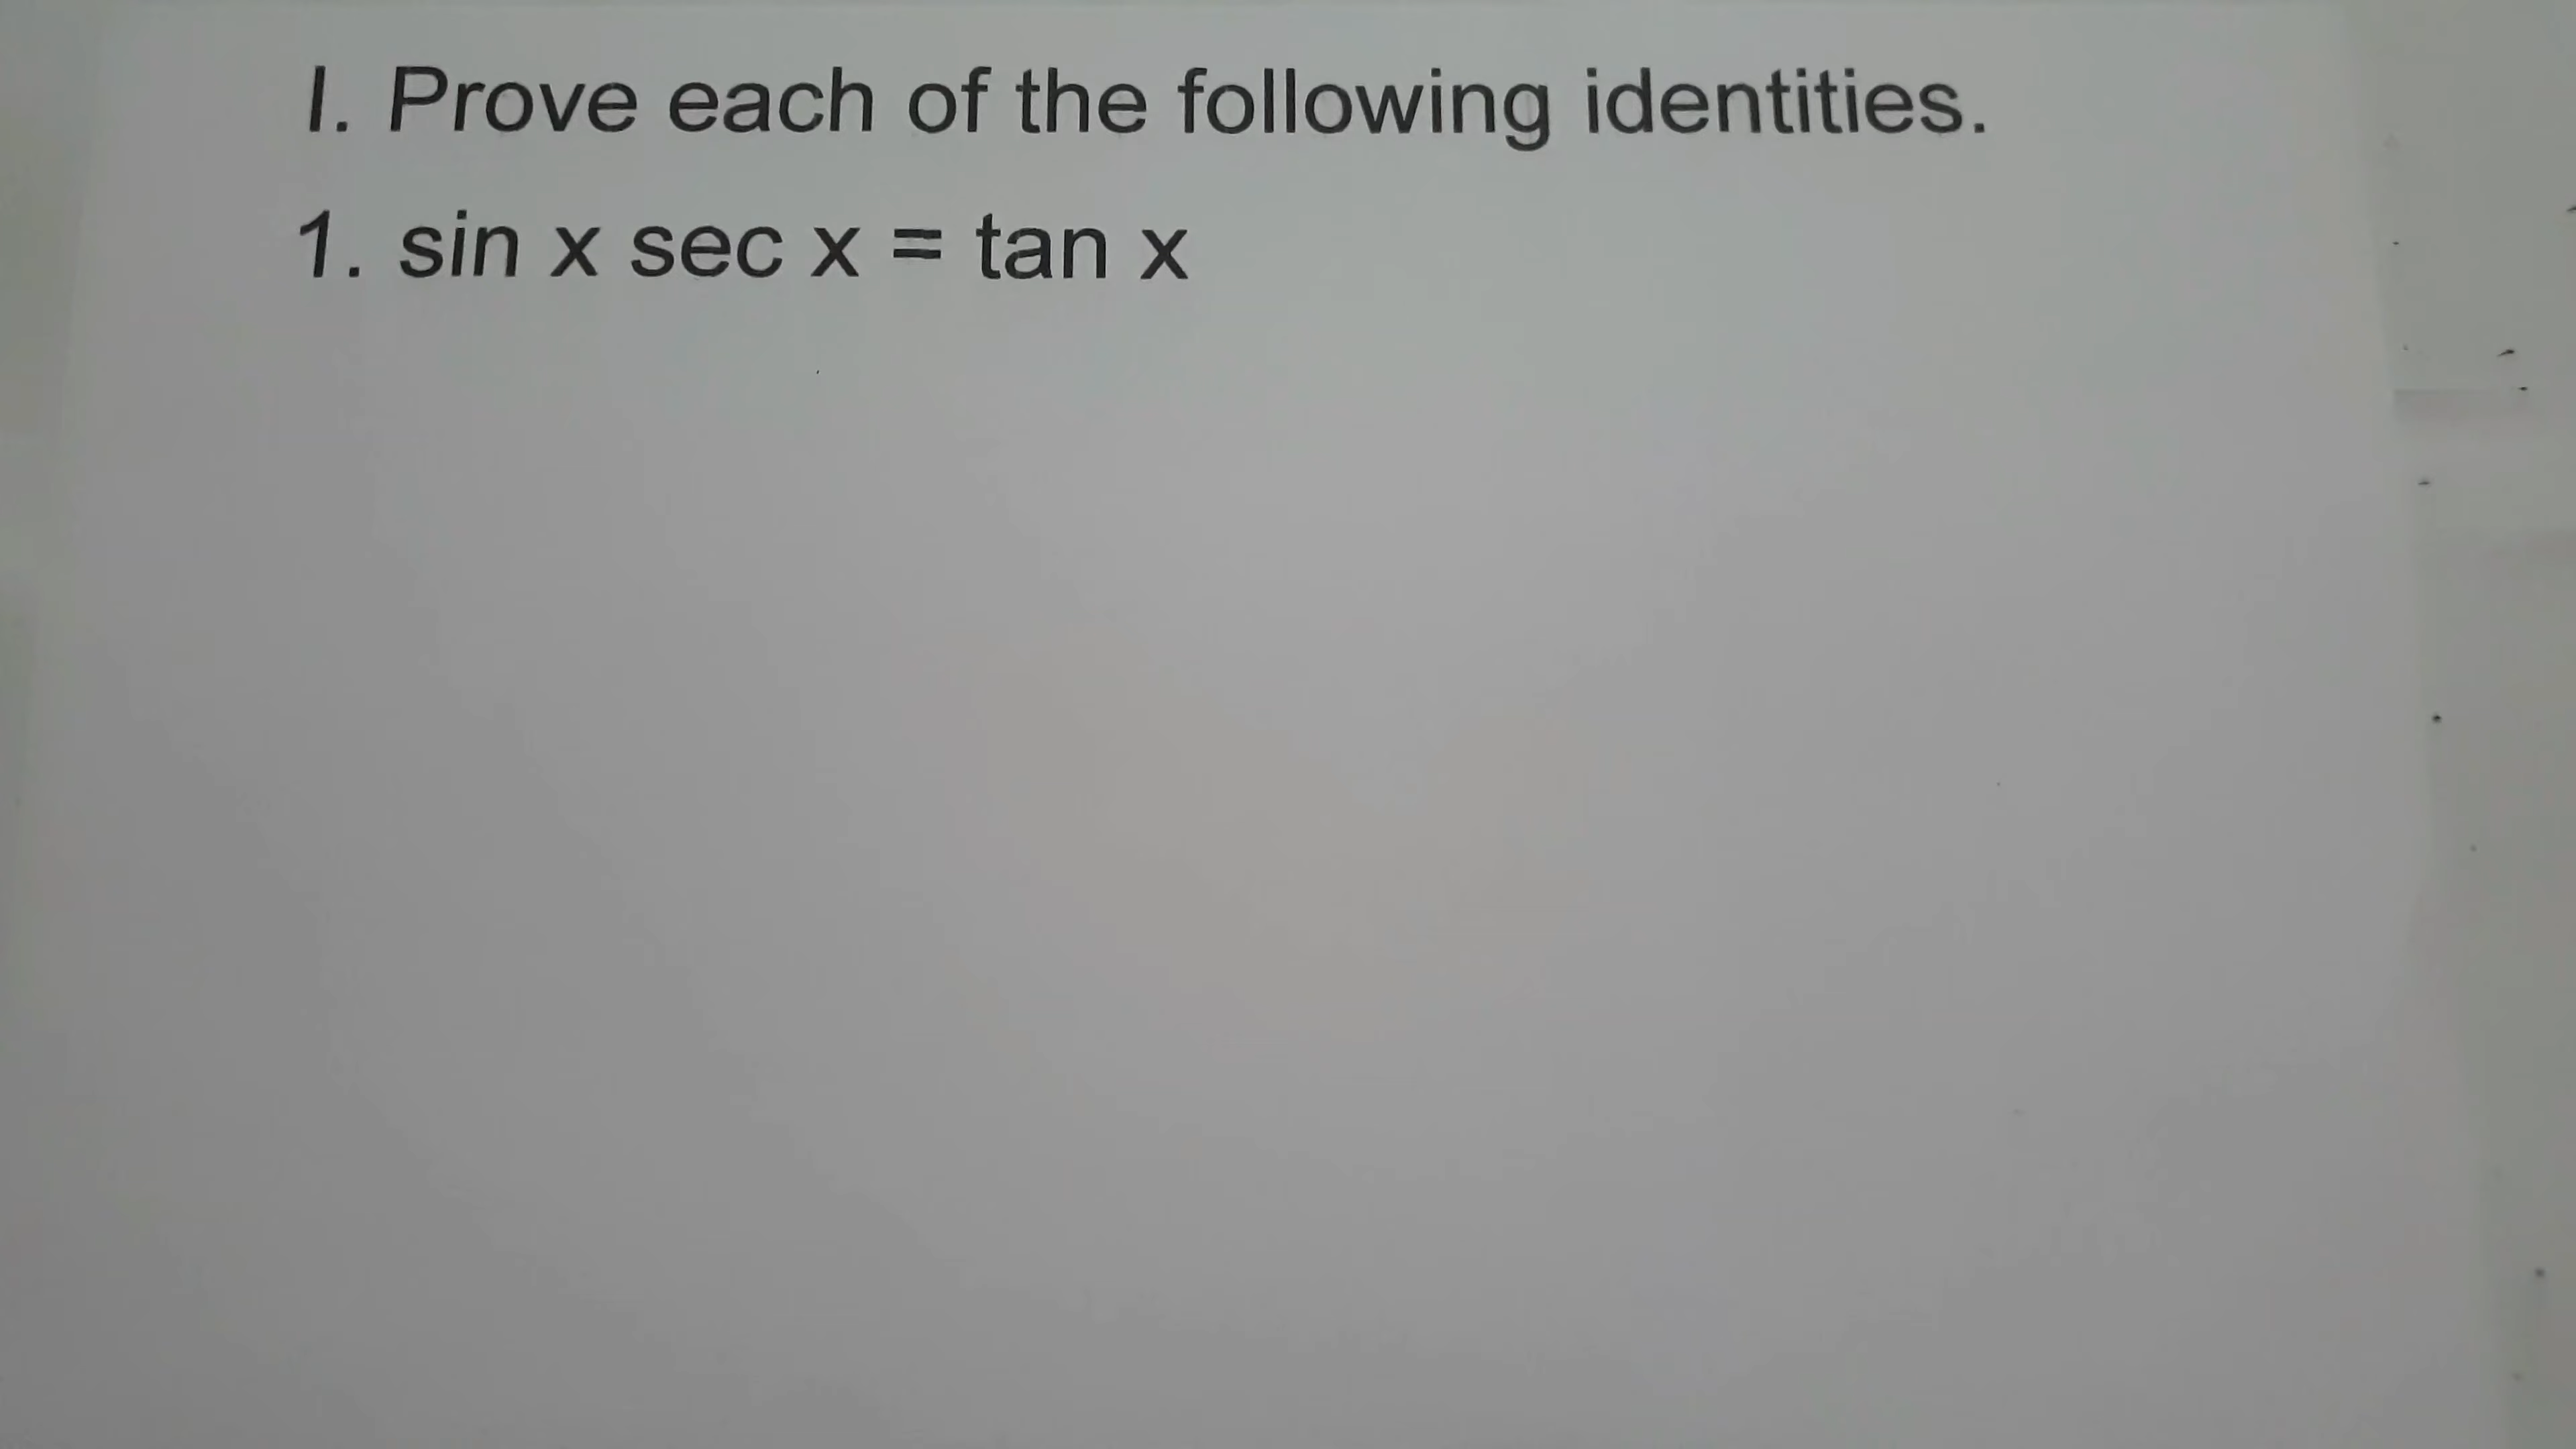 I. Prove each of the following identities.
1. sin x sec x = tan x